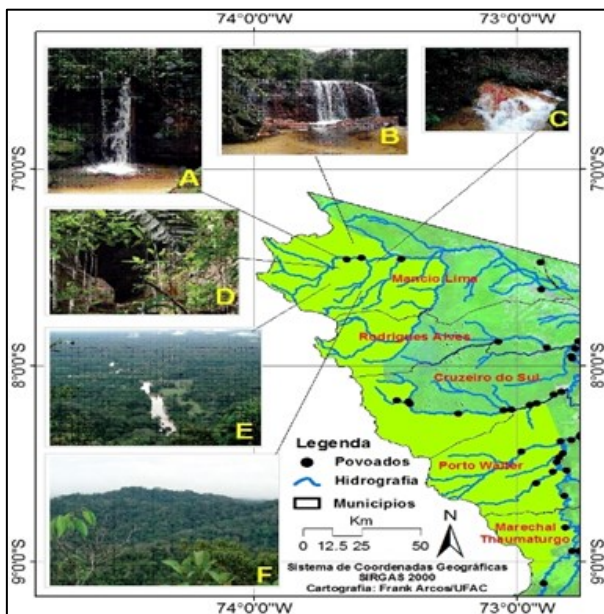 74°0'0"W
73°0'0"W
7°0'0"S
7°0'0"S
8°0'0"S
8°0'0"S
9°0'0"S
9°0'0"S
A
B
C
D
E
F
Mancio Lima
Rodrigues Alves
Cruzeiro do Sul
Porto Walter
Marechal
Thaumaturgo
Legenda
Povoados
Hidrografia
Municipios
Km
0 12.5 25 50
N
Sistema de Coordenadas Geográficas
SIRGAS 2000
Cartografia: Frank Arcos/UFAC
74°0'0"W
73°0'0"W